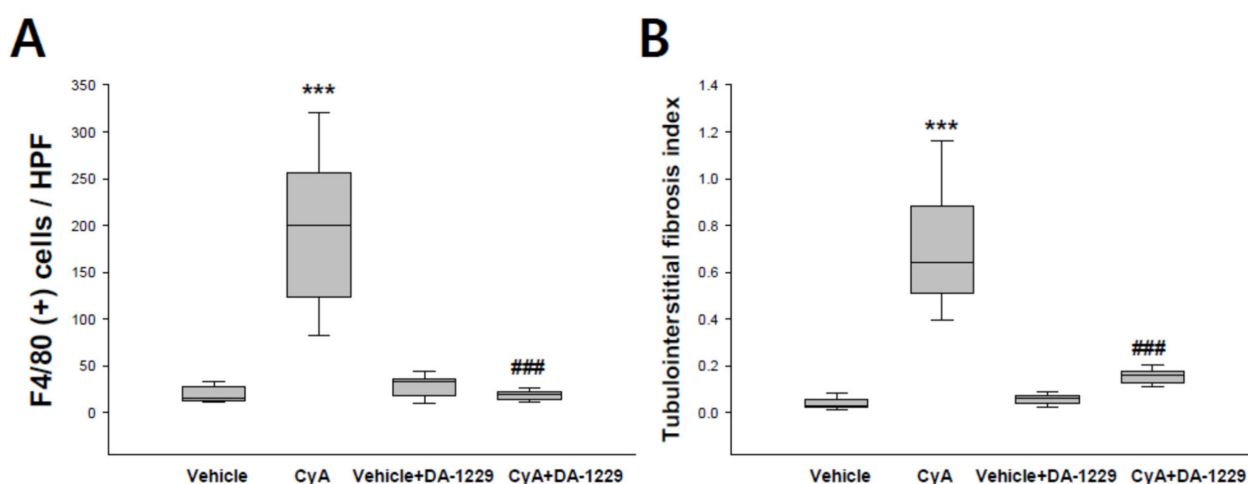 A
F4/80 (+) cells / HPF
350
300
250
200
150
100
50
0
***
###
Vehicle
CyA
Vehicle+DA-1229
CyA+DA-1229
B
Tubulointerstitial fibrosis index
1.4
1.2
1.0
0.8
0.6
0.4
0.2
0.0
***
###
Vehicle
CyA
Vehicle+DA-1229
CyA+DA-1229